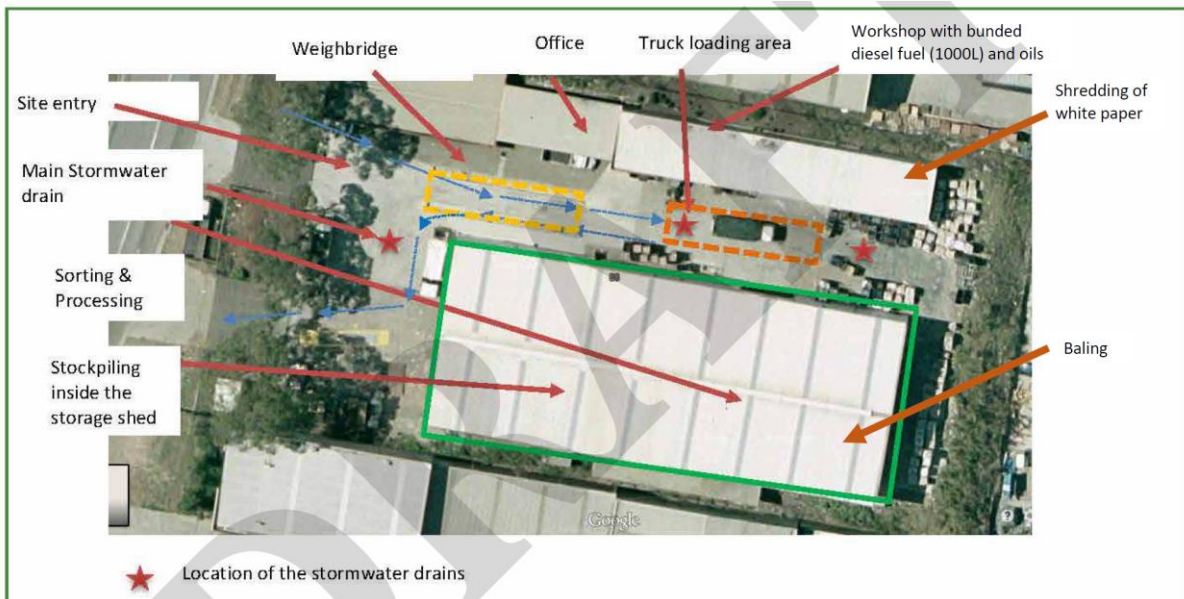 Weighbridge
Office
Truck loading area
Workshop with bunded
diesel fuel (1000L) and oils
Site entry
Shredding of
white paper
Main Stormwater
drain
Sorting &
Processing
Baling
Stockpiling
inside the
storage shed
Google
Location of the stormwater drains
DRAFT